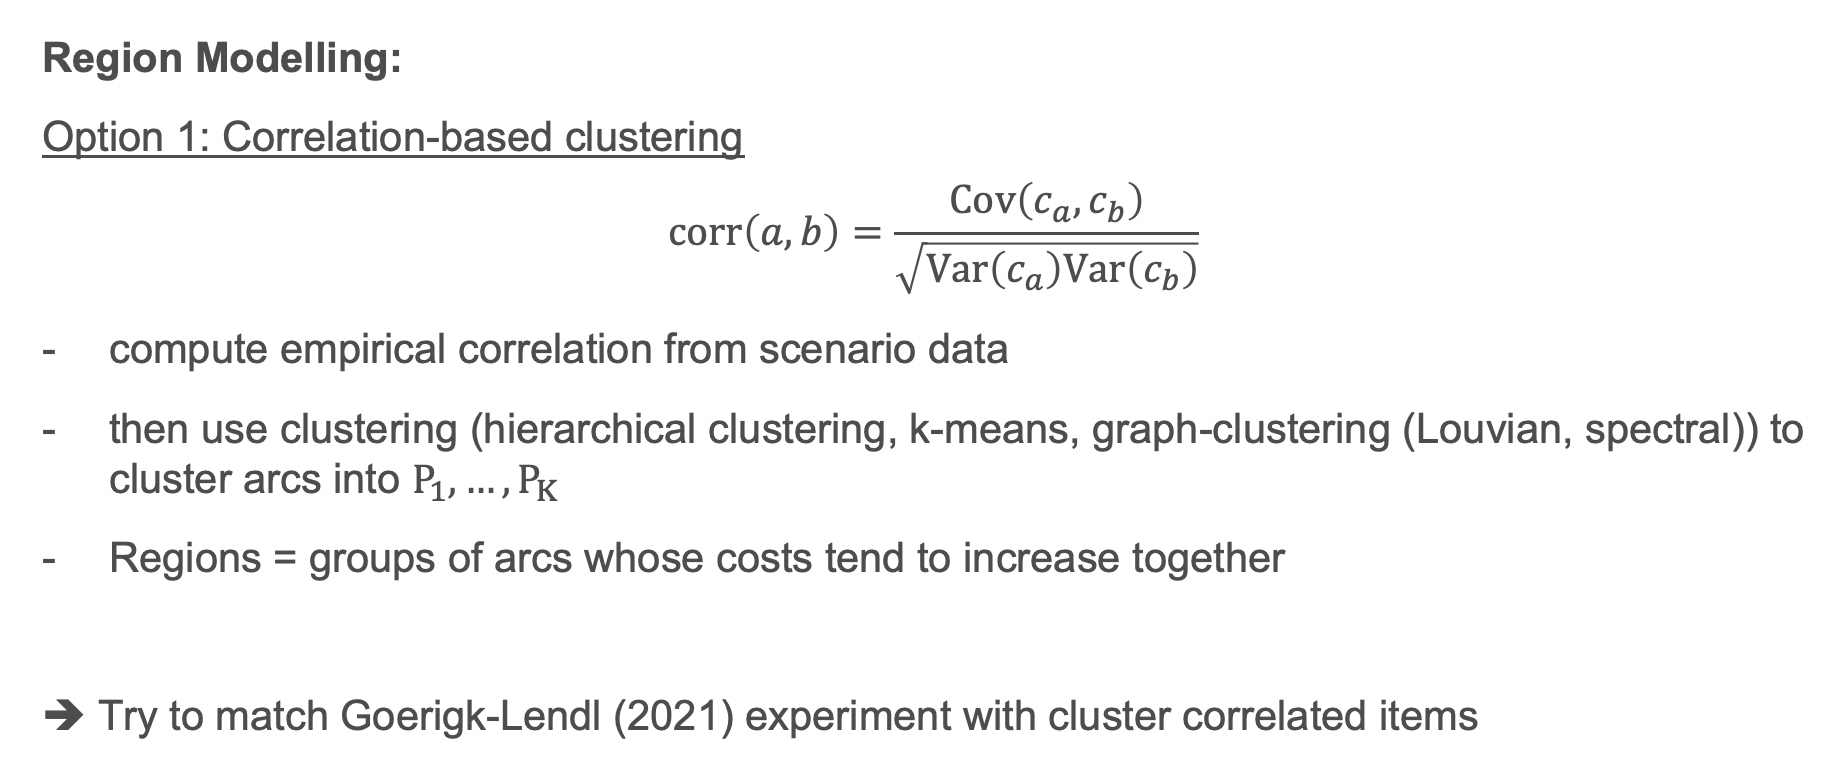 Region Modelling:
Option 1: Correlation-based clustering
corr(a, b) = Cov(c_a, c_b) / √(Var(c_a)Var(c_b))
- compute empirical correlation from scenario data
- then use clustering (hierarchical clustering, k-means, graph-clustering (Louvian, spectral)) to
cluster arcs into P₁, ... , P_K
- Regions = groups of arcs whose costs tend to increase together
➔ Try to match Goerigk-Lendl (2021) experiment with cluster correlated items